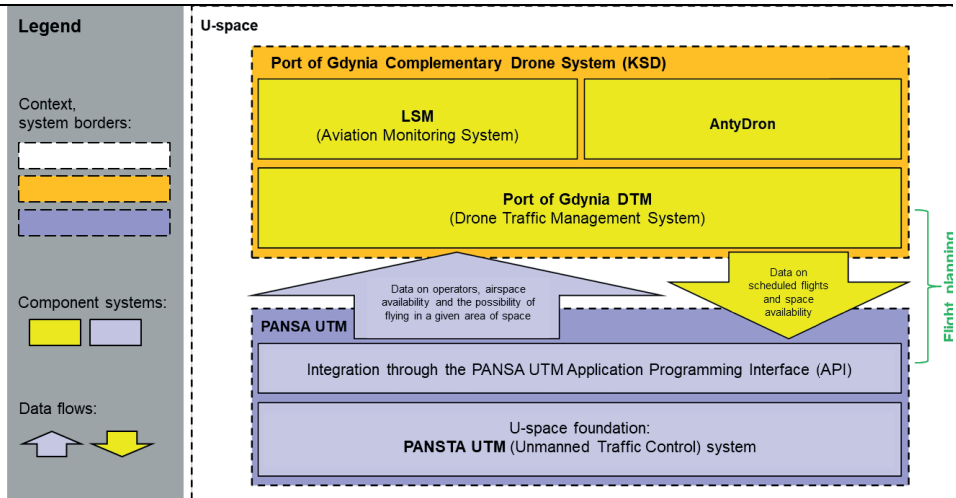 Legend
Context,
system borders:
Component systems:
Data flows:
U-space
Port of Gdynia Complementary Drone System (KSD)
LSM
(Aviation Monitoring System)
AntyDron
Port of Gdynia DTM
(Drone Traffic Management System)
Data on operators, airspace
availability and the possibility of
flying in a given area of space
Data on
scheduled flights
and space
availability
Flight planning
PANSA UTM
Integration through the PANSA UTM Application Programming Interface (API)
U-space foundation:
PANSTA UTM (Unmanned Traffic Control) system